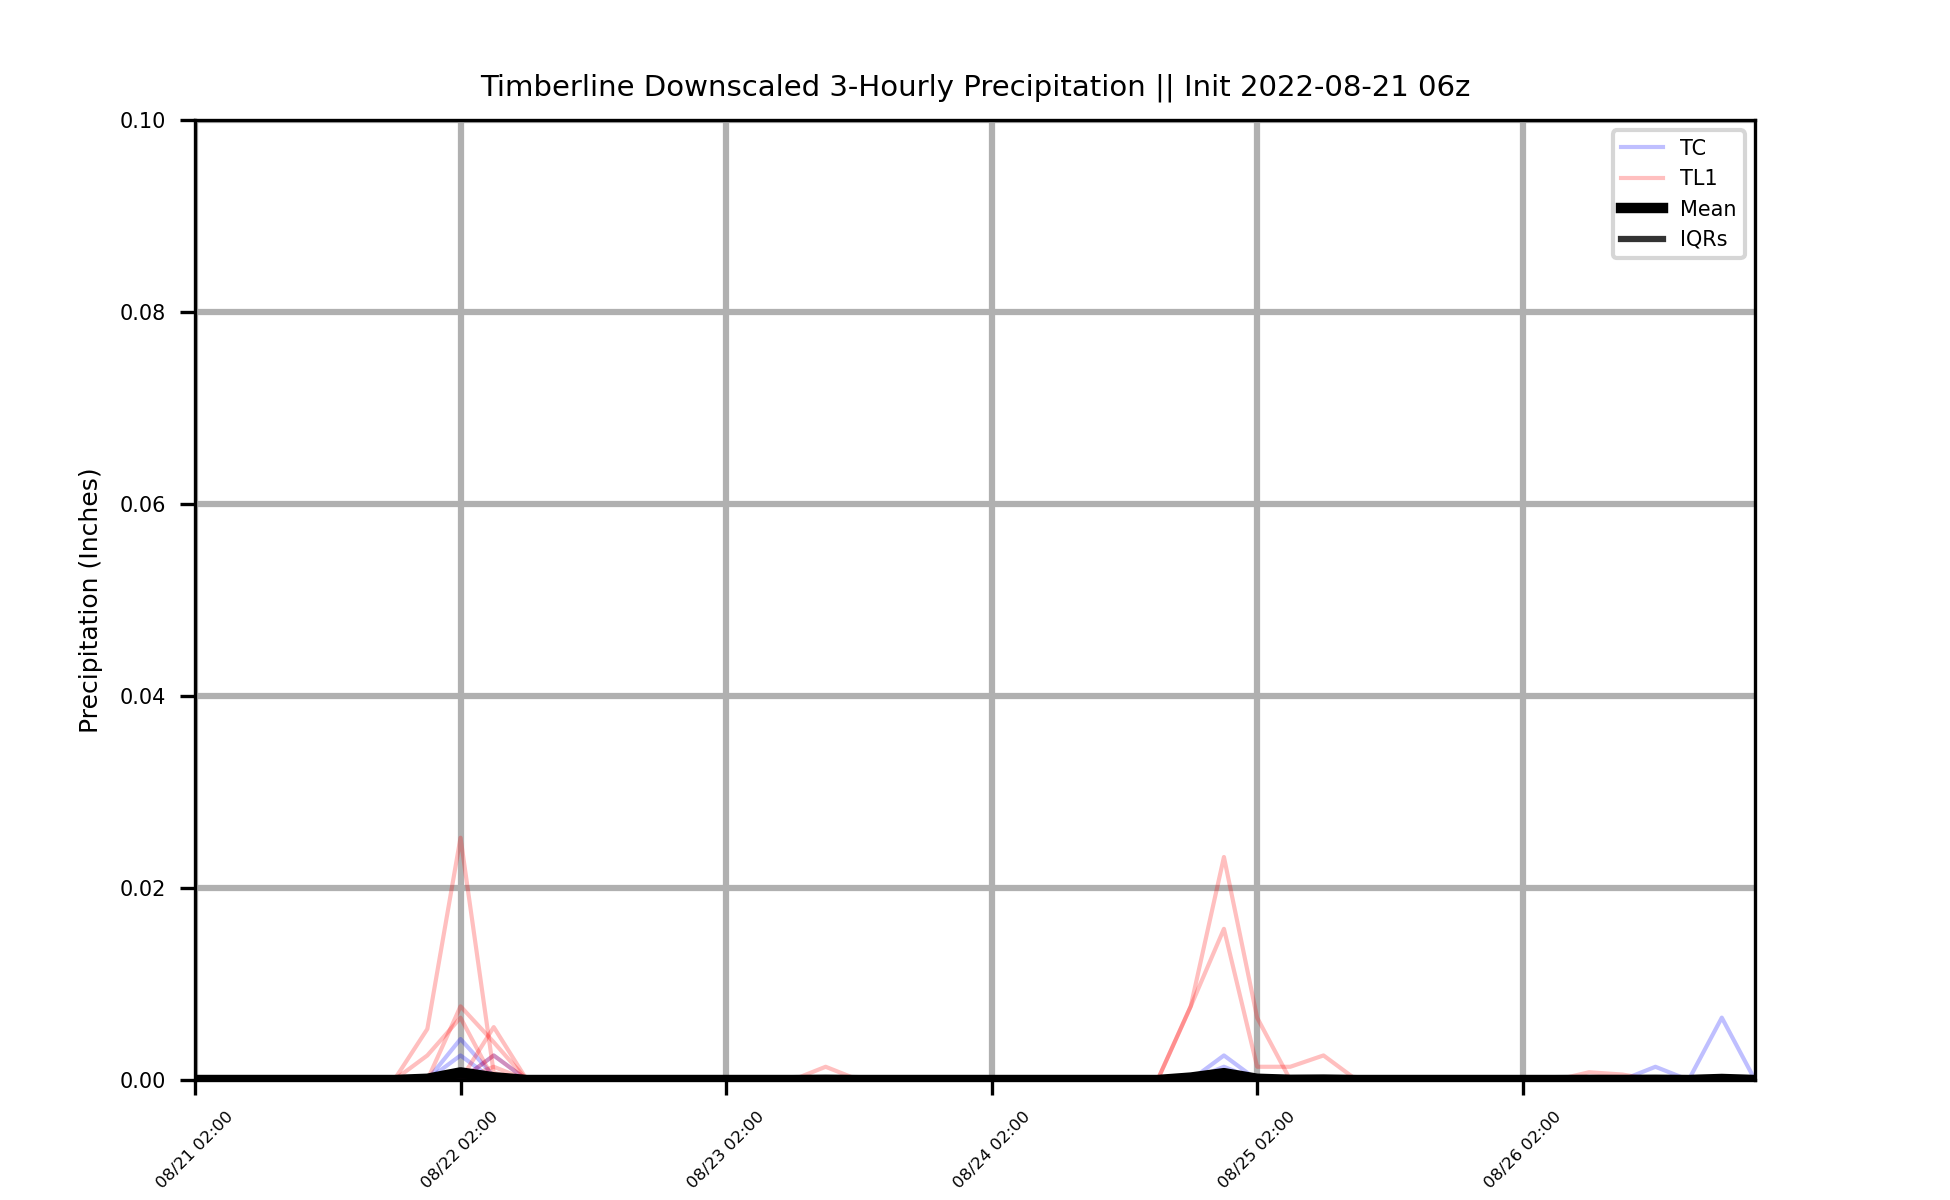 Timberline Downscaled 3-Hourly Precipitation || Init 2022-08-21 06z
0.10
0.08
0.06
0.04
0.02
0.00
Precipitation (Inches)
TC
TL1
Mean
IQRs
08/21 02:00
08/22 02:00
08/23 02:00
08/24 02:00
08/25 02:00
08/26 02:00